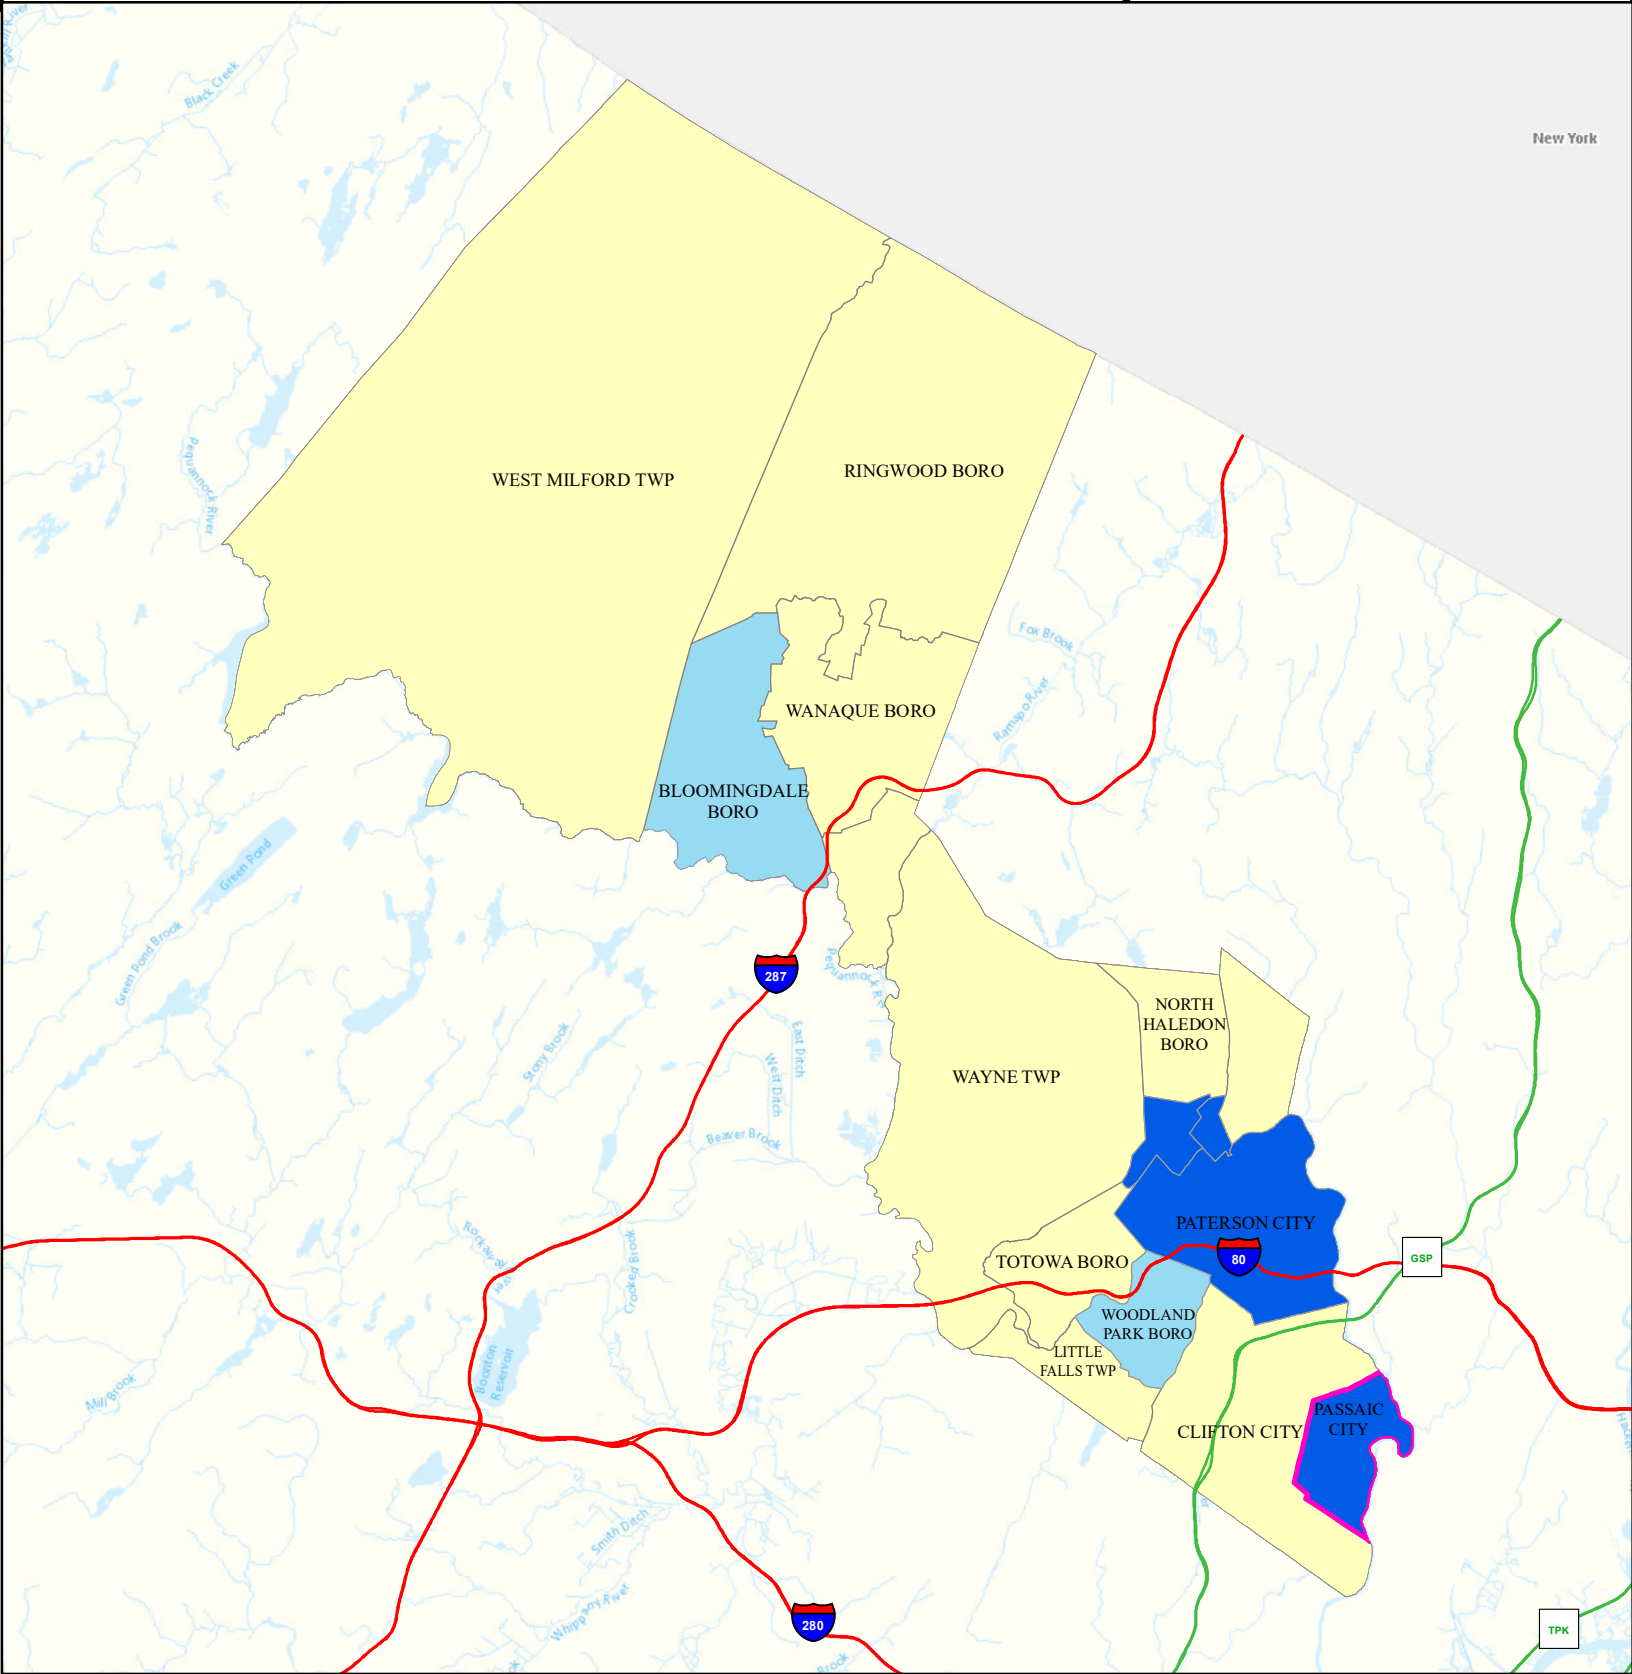 Black Creek
New York
Pequannock River
WEST MILFORD TWP
RINGWOOD BORO
Fox Brook
Ramapo River
WANAQUE BORO
BLOOMINGDALE
BORO
Green Pond
Green Pond Brook
287
Pequannock
NORTH
HALEDON
BORO
Stony Brook
East Ditch
West Ditch
WAYNE TWP
Beaver Brook
PATERSON CITY
Rockaway
Crooked Brook
TOTOWA BORO
80
GSP
WOODLAND
PARK BORO
LITTLE
FALLS TWP
Boonton
Reservoir
Mill Brook
PASSAIC
CITY
CLIFTON CITY
Smith Ditch
Whippany River
280
TPK
Brook